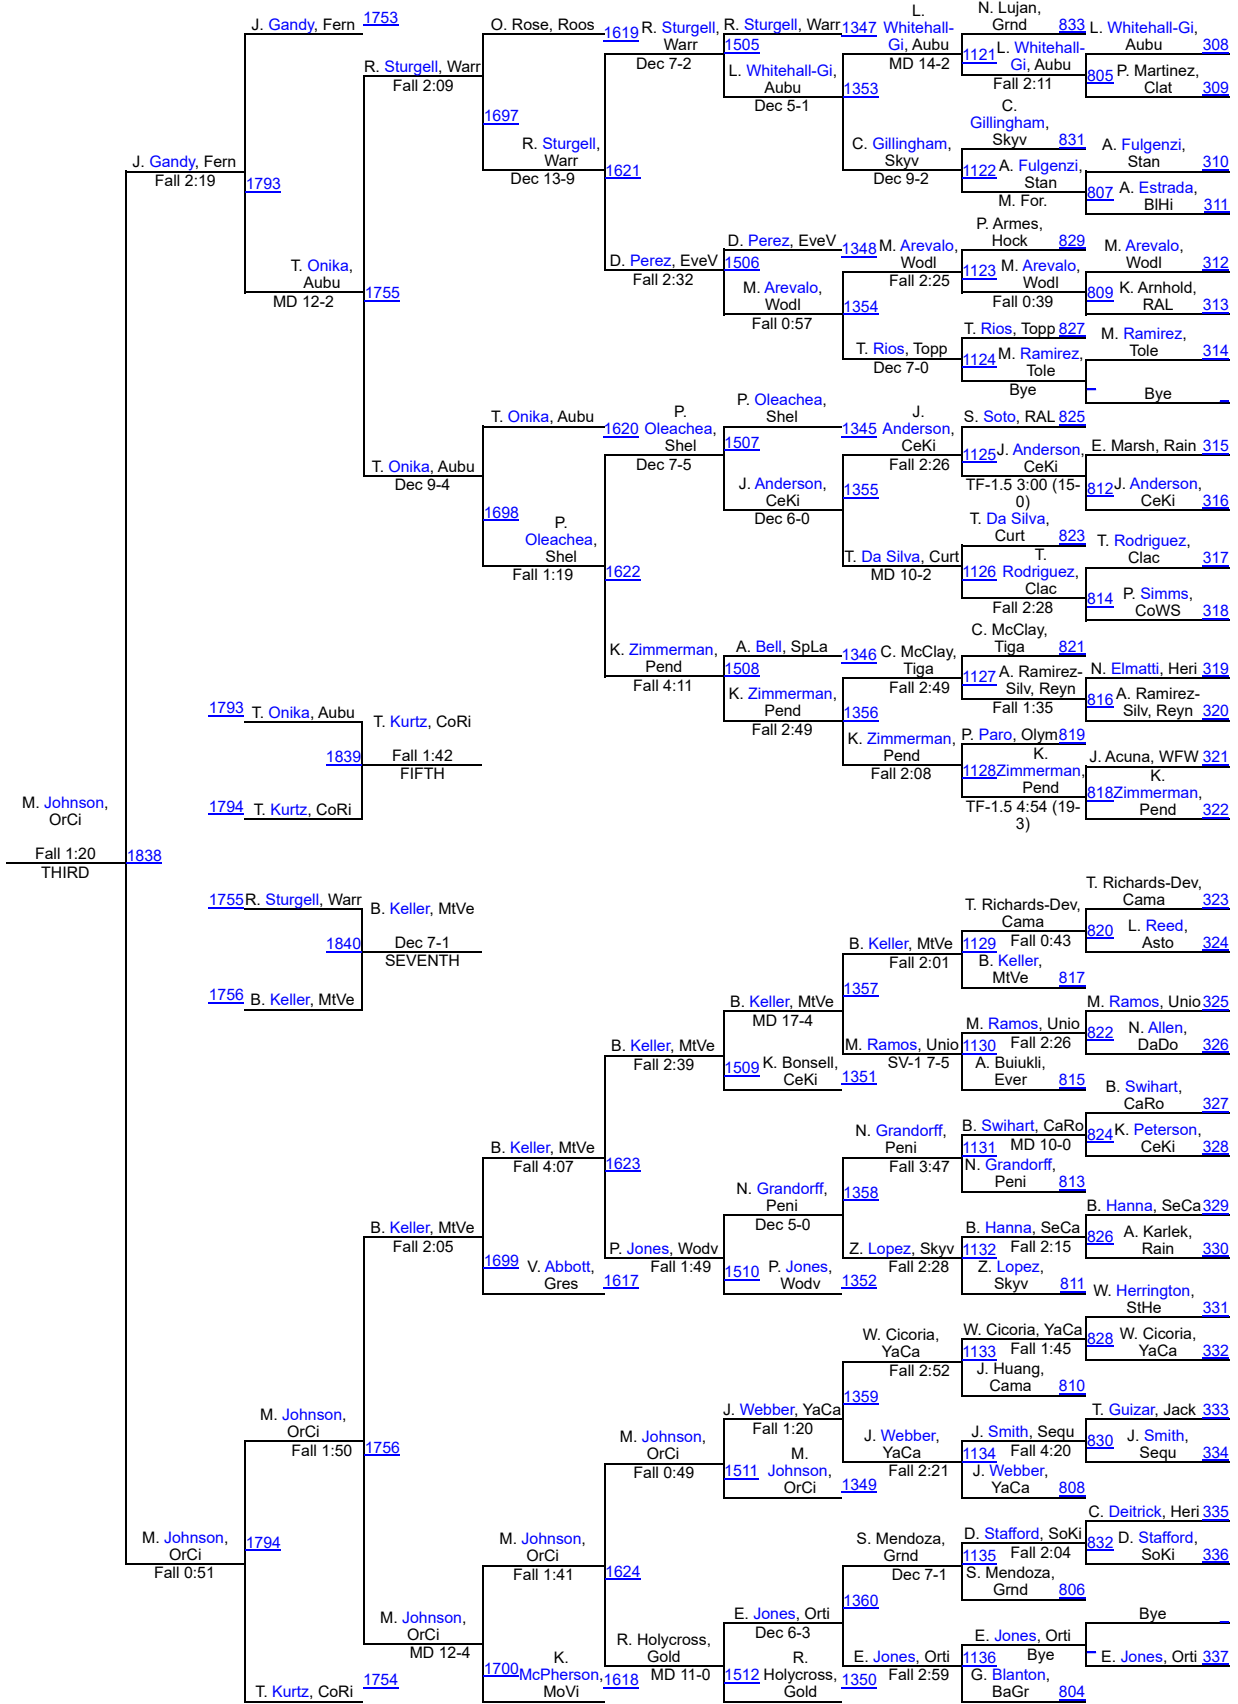 J. Gandy, Fern 1753
O. Rose, Roos 1619
R. Sturgell, Warr
R. Sturgell, Warr 1347
L. Whitehall-Gi, Aubu
N. Lujan, Grnd 833
L. Whitehall-Gi, Aubu 308
1505
Dec 7-2
MD 14-2
1121 L. Whitehall-Gi, Aubu
Fall 2:11
805 P. Martinez, Clat 309
R. Sturgell, Warr
Fall 2:09
L. Whitehall-Gi, Aubu
Dec 5-1
1353
1697
C. Gillingham, Skyv 831
R. Sturgell, Warr
Dec 13-9
1621
C. Gillingham, Skyv
Dec 9-2
1122 A. Fulgenzi, Stan
M. For.
A. Fulgenzi, Stan 310
807 A. Estrada, BlHi 311
J. Gandy, Fern
Fall 2:19
1793
P. Armes, Hock 829
D. Perez, EveV
Fall 2:32
D. Perez, EveV 1348
1506
M. Arevalo, Wodl
Fall 2:25
1123 M. Arevalo, Wodl
Fall 0:39
M. Arevalo, Wodl 312
809 K. Arnhold, RAL 313
T. Onika, Aubu
MD 12-2
1755
M. Arevalo, Wodl
Fall 0:57
1354
T. Rios, Topp
Dec 7-0
T. Rios, Topp 827
1124 M. Ramirez, Tole
Bye
M. Ramirez, Tole 314
Bye
T. Onika, Aubu 1620
P. Oleachea, Shel
Dec 7-5
P. Oleachea, Shel 1345
1507
J. Anderson, CeKi
Fall 2:26
S. Soto, RAL 825
1125 J. Anderson, CeKi
TF-1.5 3:00 (15-0)
E. Marsh, Rain 315
812 J. Anderson, CeKi 316
T. Onika, Aubu
Dec 9-4
1698
J. Anderson, CeKi
Dec 6-0
1355
P. Oleachea, Shel
Fall 1:19
1622
T. Da Silva, Curt
MD 10-2
T. Da Silva, Curt 823
1126 T. Rodriguez, Clac
Fall 2:28
T. Rodriguez, Clac 317
814 P. Simms, CoWS 318
K. Zimmerman, Pend
Fall 4:11
A. Bell, SpLa 1346
1508
C. McClay, Tiga
Fall 2:49
C. McClay, Tiga 821
1127 A. Ramirez-Silv, Reyn
Fall 1:35
N. Elmatti, Heri 319
816 A. Ramirez-Silv, Reyn 320
K. Zimmerman, Pend
Fall 2:49
1356
1793 T. Onika, Aubu
T. Kurtz, CoRi
1839 Fall 1:42
FIFTH
1794 T. Kurtz, CoRi
K. Zimmerman, Pend
Fall 2:08
P. Paro, Olym 819
1128 K. Zimmerman, Pend
TF-1.5 4:54 (19-3)
J. Acuna, WFW 321
818 K. Zimmerman, Pend 322
M. Johnson, OrCi
Fall 1:20
THIRD
1838
1755 R. Sturgell, Warr
B. Keller, MtVe
1840 Dec 7-1
SEVENTH
1756 B. Keller, MtVe
T. Richards-Dev, Cama 323
T. Richards-Dev, Cama
820 L. Reed, Asto 324
B. Keller, MtVe
Fall 2:01
1129 Fall 0:43
B. Keller, MtVe 817
B. Keller, MtVe
MD 17-4
1357
M. Ramos, Unio 325
M. Ramos, Unio
822 N. Allen, DaDo 326
B. Keller, MtVe
Fall 2:39
M. Ramos, Unio
SV-1 7-5
1130 Fall 2:26
A. Buiukli, Ever 815
1509 K. Bonsell, CeKi 1351
B. Swihart, CaRo 327
B. Swihart, CaRo
824 K. Peterson, CeKi 328
B. Keller, MtVe
Fall 4:07
1623
N. Grandorff, Peni
Fall 3:47
1131 MD 10-0
N. Grandorff, Peni 813
N. Grandorff, Peni
Dec 5-0
1358
B. Hanna, SeCa 329
B. Keller, MtVe
Fall 2:05
B. Hanna, SeCa
826 A. Karlek, Rain 330
1699 V. Abbott, Gres 1617
P. Jones, Wodv
Fall 1:49
1510 P. Jones, Wodv 1352
Z. Lopez, Skyv
Fall 2:28
1132 Fall 2:15
Z. Lopez, Skyv 811
W. Herrington, StHe 331
W. Cicoria, YaCa
Fall 2:52
W. Cicoria, YaCa
1133 Fall 1:45
828 W. Cicoria, YaCa 332
J. Huang, Cama 810
1359
M. Johnson, OrCi
Fall 1:50
1756
M. Johnson, OrCi
Fall 0:49
J. Webber, YaCa
Fall 1:20
T. Guizar, Jack 333
J. Webber, YaCa
Fall 2:21
J. Smith, Sequ
1134 Fall 4:20
830 J. Smith, Sequ 334
J. Webber, YaCa 808
1511 M. Johnson, OrCi 1349
C. Deitrick, Heri 335
M. Johnson, OrCi
Fall 0:51
1794
M. Johnson, OrCi
Fall 1:41
1624
S. Mendoza, Grnd
Dec 7-1
D. Stafford, SoKi
1135 Fall 2:04
832 D. Stafford, SoKi 336
S. Mendoza, Grnd 806
1360
M. Johnson, OrCi
MD 12-4
E. Jones, Orti
Dec 6-3
Bye
R. Holycross, Gold
MD 11-0
E. Jones, Orti
Fall 2:59
E. Jones, Orti
1136 Bye
E. Jones, Orti 337
G. Blanton, BaGr 804
T. Kurtz, CoRi 1754
1700 K. McPherson, MoVi 1618
1512 R. Holycross, Gold 1350